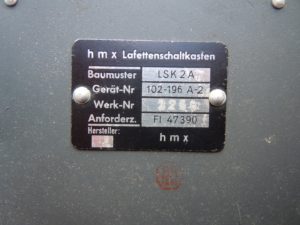 hmx Lafettenschaltkasten
Baumuster LSK 2A
Gerät-Nr 102-196 A-2
Werk-Nr
Anforderz. Fl 47390
Hersteller:
hmx